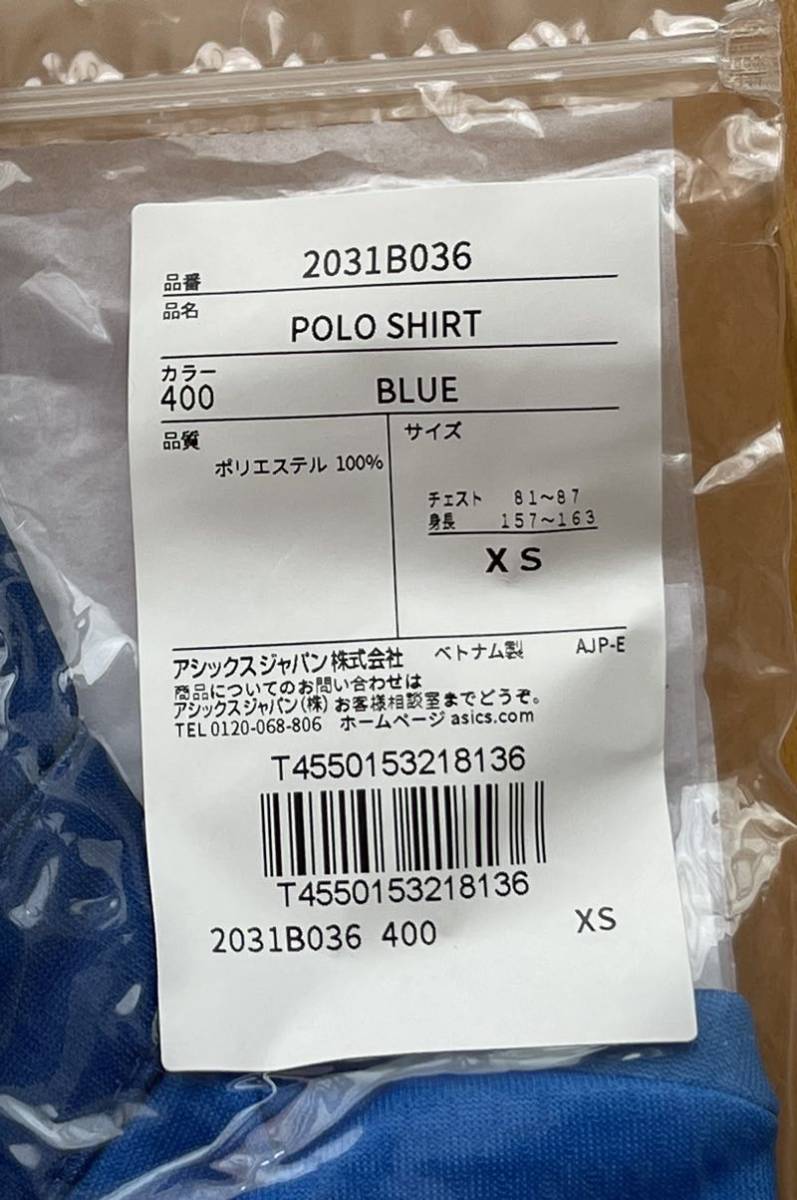 品番 2031B036
品名 POLO SHIRT
カラー
400 BLUE
品質
ポリエステル 100%
サイズ
チェスト 81～87
身長 157～163
XS
アシックスジャパン株式会社 ベトナム製 AJP-E
商品についてのお問い合わせは
アシックスジャパン(株)お客様相談室までどうぞ。
TEL 0120-068-806 ホームページ asics.com
T4550153218136
T4550153218136
2031B036 400 XS